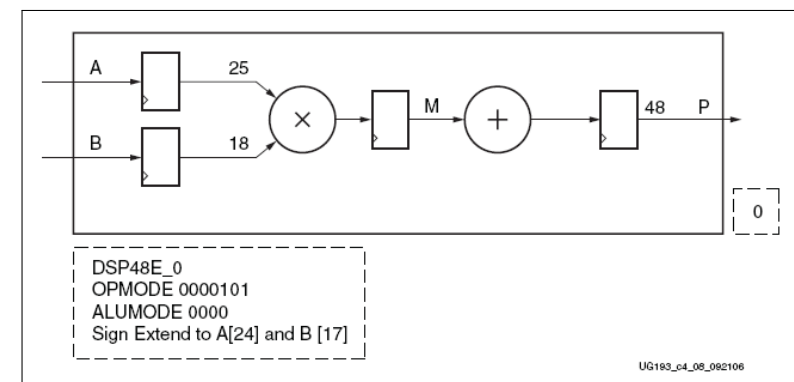 A
25
×
M
+
48
P
B
18
0
DSP48E_0
OPMODE 0000101
ALUMODE 0000
Sign Extend to A[24] and B [17]
UG193_c4_08_092106